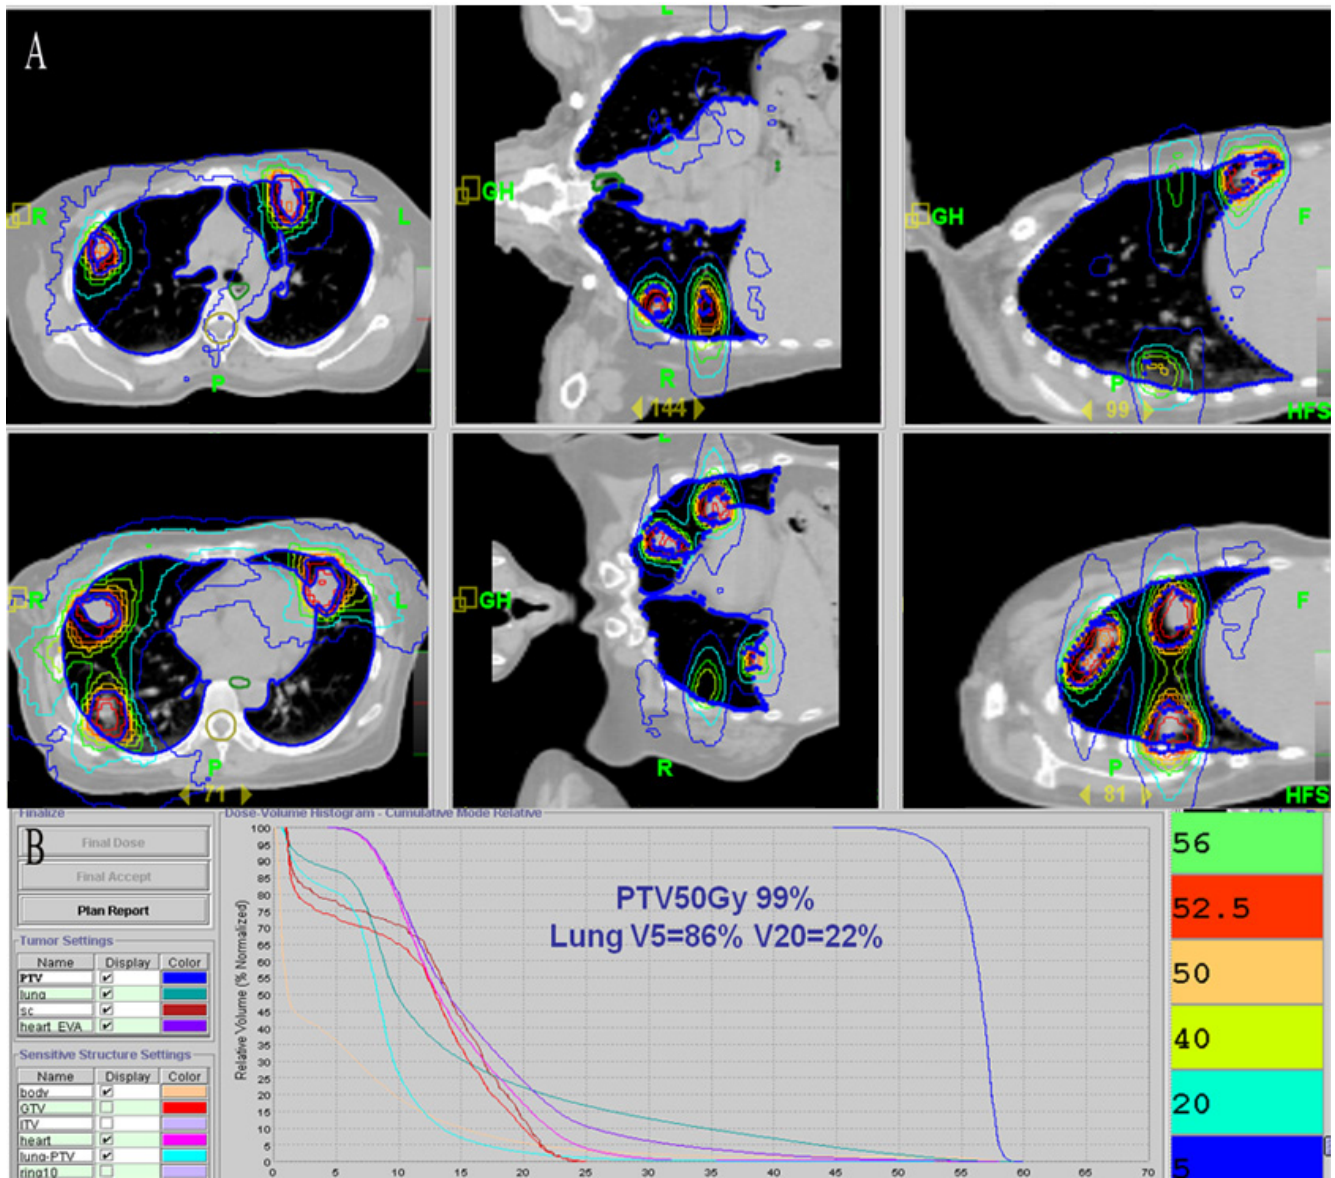 A
R
L
P
L
GH
R
144
GH
F
P
99
HFS
R
L
P
71
L
GH
R
F
P
81
HFS
B
Finalize
Final Dose
Final Accept
Plan Report
Tumor Settings
Name Display Color
PTV
lung
sc
heart_EVA
Sensitive Structure Settings
Name Display Color
body
GTV
ITV
heart
lung-PTV
ring10
Dose-Volume Histogram - Cumulative Mode Relative
Relative Volume (% Normalized)
100
95
90
85
80
75
70
65
60
55
50
45
40
35
30
25
20
15
10
5
0
PTV50Gy 99%
Lung V5=86% V20=22%
0 5 10 15 20 25 30 35 40 45 50 55 60 65 70
56
52.5
50
40
20
5